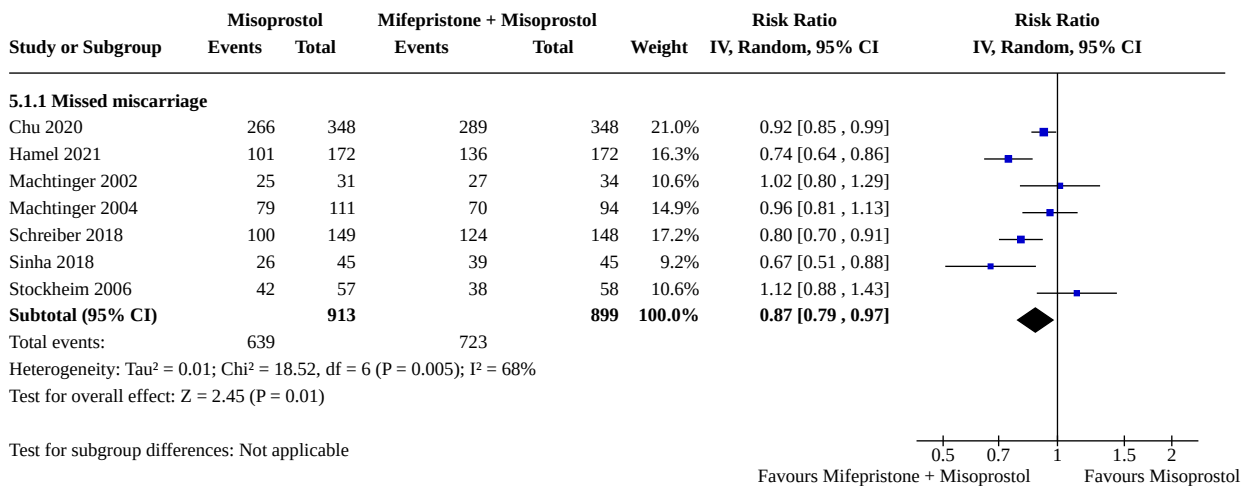 Misoprostol Mifepristone + Misoprostol Risk Ratio Risk Ratio
Study or Subgroup Events Total Events Total Weight IV, Random, 95% CI IV, Random, 95% CI
5.1.1 Missed miscarriage
Chu 2020 266 348 289 348 21.0% 0.92 [0.85 , 0.99]
Hamel 2021 101 172 136 172 16.3% 0.74 [0.64 , 0.86]
Machtinger 2002 25 31 27 34 10.6% 1.02 [0.80 , 1.29]
Machtinger 2004 79 111 70 94 14.9% 0.96 [0.81 , 1.13]
Schreiber 2018 100 149 124 148 17.2% 0.80 [0.70 , 0.91]
Sinha 2018 26 45 39 45 9.2% 0.67 [0.51 , 0.88]
Stockheim 2006 42 57 38 58 10.6% 1.12 [0.88 , 1.43]
Subtotal (95% CI) 913 899 100.0% 0.87 [0.79 , 0.97]
Total events: 639 723
Heterogeneity: Tau² = 0.01; Chi² = 18.52, df = 6 (P = 0.005); I² = 68%
Test for overall effect: Z = 2.45 (P = 0.01)
Test for subgroup differences: Not applicable
0.5 0.7 1 1.5 2
Favours Mifepristone + Misoprostol Favours Misoprostol